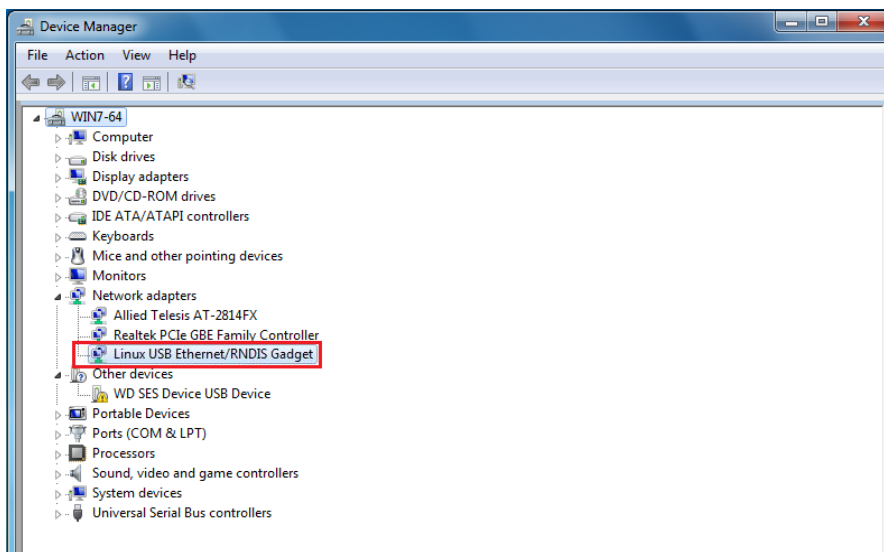 Device Manager
File Action View Help
WIN7-64
Computer
Disk drives
Display adapters
DVD/CD-ROM drives
IDE ATA/ATAPI controllers
Keyboards
Mice and other pointing devices
Monitors
Network adapters
Allied Telesis AT-2814FX
Realtek PCIe GBE Family Controller
Linux USB Ethernet/RNDIS Gadget
Other devices
WD SES Device USB Device
Portable Devices
Ports (COM & LPT)
Processors
Sound, video and game controllers
System devices
Universal Serial Bus controllers